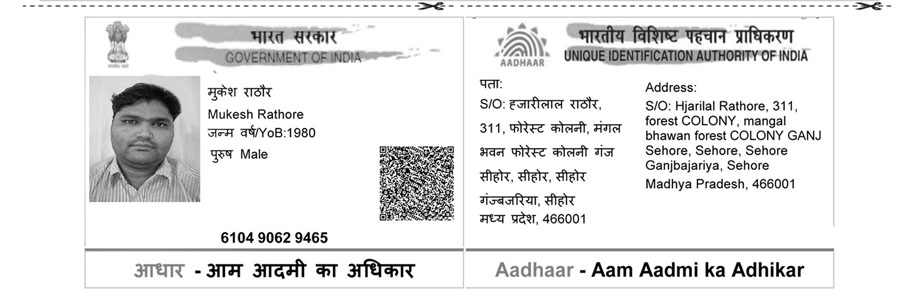 भारत सरकार
GOVERNMENT OF INDIA
मुकेश राठौर
Mukesh Rathore
जन्म वर्ष/YoB:1980
पुरुष Male
6104 9062 9465
आधार - आम आदमी का अधिकार
भारतीय विशिष्ट पहचान प्राधिकरण
UNIQUE IDENTIFICATION AUTHORITY OF INDIA
AADHAAR
पता:
S/O: हजारीलाल राठौर,
311, फोरेस्ट कोलनी, मंगल
भवन फोरेस्ट कोलनी गंज
सीहोर, सीहोर, सीहोर
गंज्बजरिया, सीहोर
मध्य प्रदेश, 466001
Address:
S/O: Hjarilal Rathore, 311,
forest COLONY, mangal
bhawan forest COLONY GANJ
Sehore, Sehore, Sehore
Ganjbajariya, Sehore
Madhya Pradesh, 466001
Aadhaar - Aam Aadmi ka Adhikar